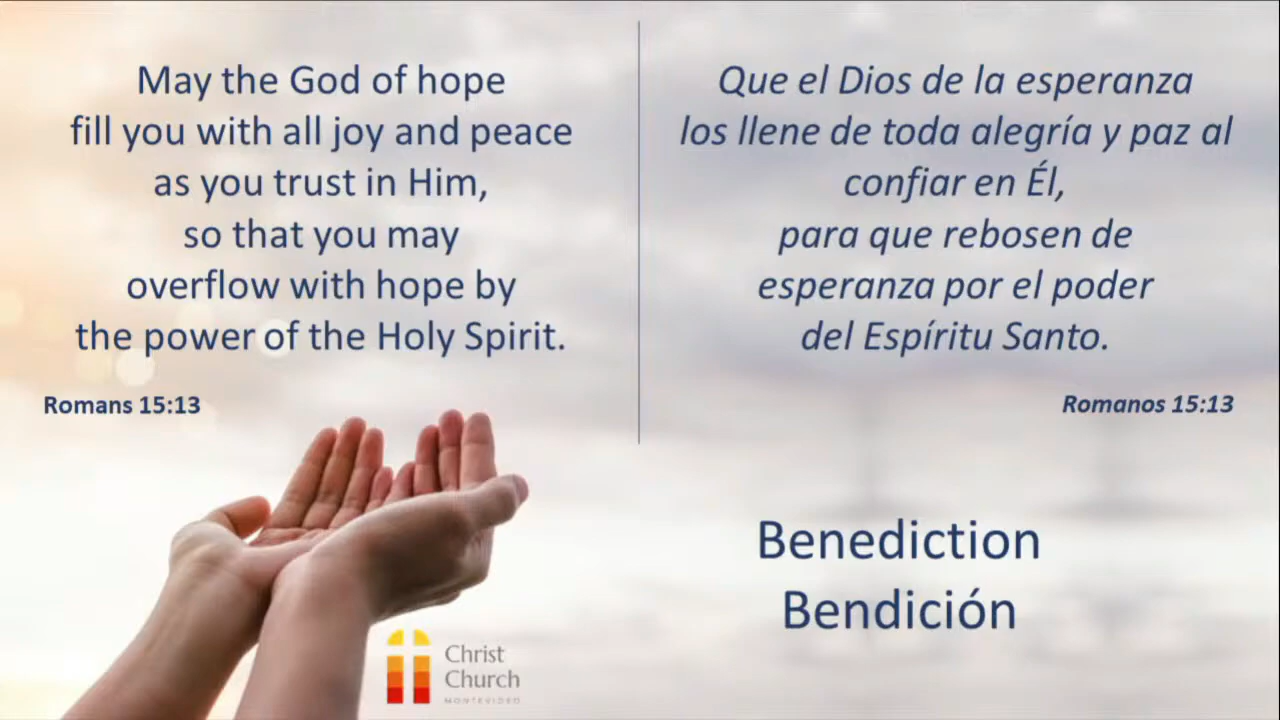 May the God of hope
fill you with all joy and peace
as you trust in Him,
so that you may
overflow with hope by
the power of the Holy Spirit.
Romans 15:13
Que el Dios de la esperanza
los llene de toda alegría y paz al
confiar en Él,
para que rebosen de
esperanza por el poder
del Espíritu Santo.
Romanos 15:13
Benediction
Bendición
Christ
Church
MONTEVIDEO